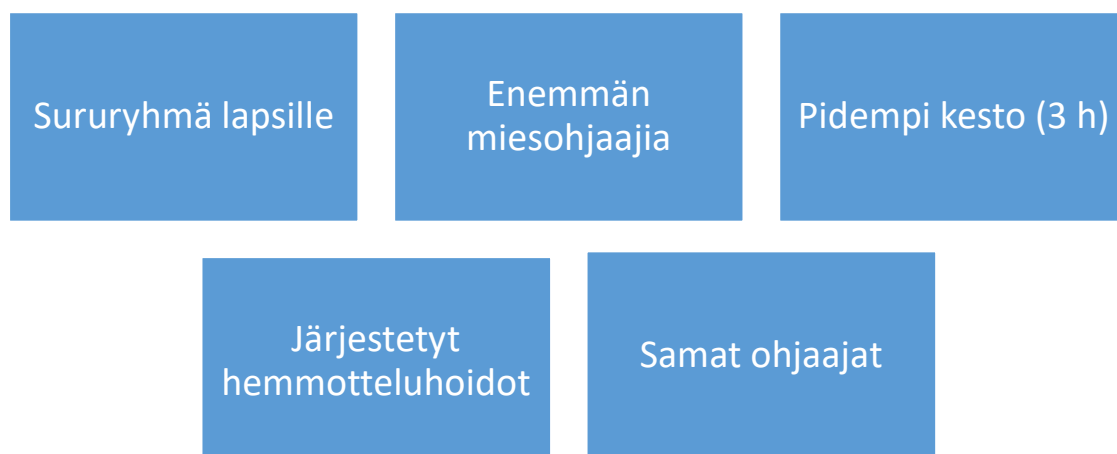 Sururyhmä lapsille
Enemmän
miesohjaajia
Pidempi kesto (3 h)
Järjestetyt
hemmotteluhoidot
Samat ohjaajat